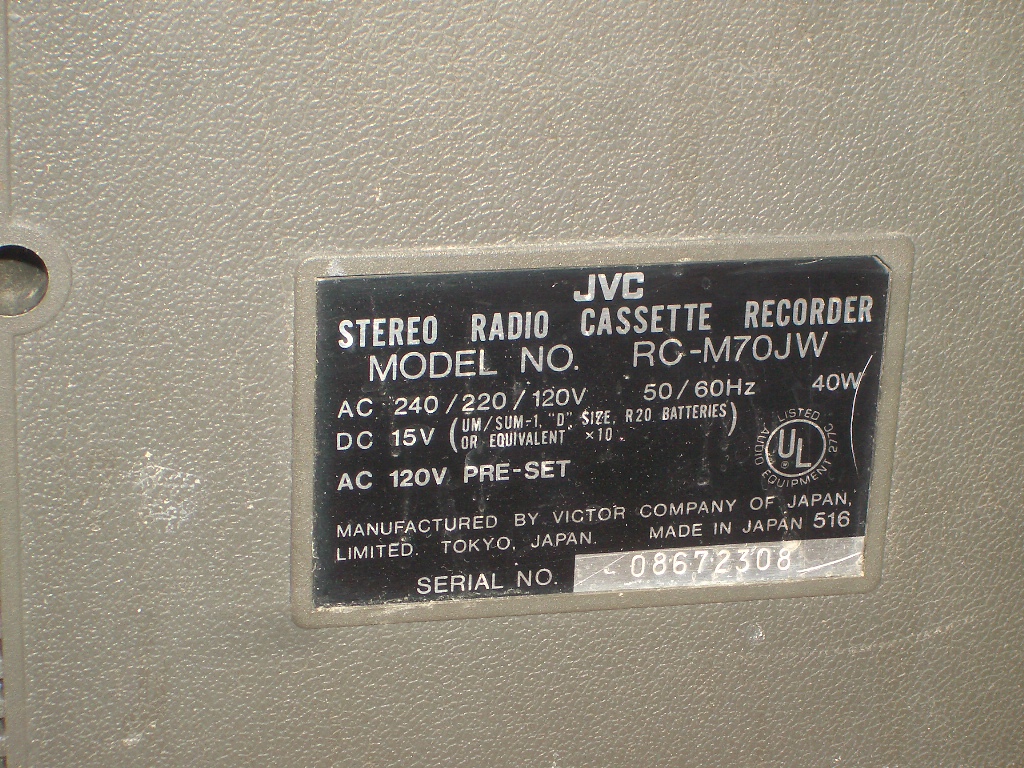 JVC
STEREO RADIO CASSETTE RECORDER
MODEL NO. RC-M70JW
AC 240/220/120V 50/60Hz 40W
DC 15V (UM/SUM-1, "D" SIZE, R20 BATTERIES
OR EQUIVALENT ×10)
AC 120V PRE-SET
LISTED 277C
UL
AUDIO EQUIPMENT
MANUFACTURED BY VICTOR COMPANY OF JAPAN,
LIMITED. TOKYO, JAPAN. MADE IN JAPAN 516
SERIAL NO. 08672308